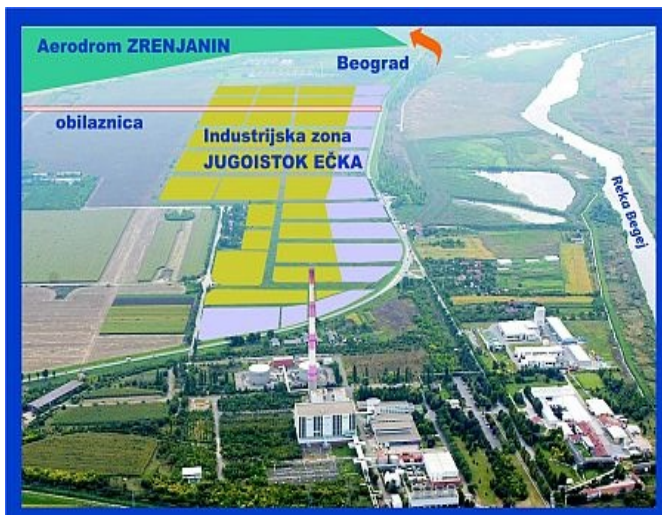 Aerodrom ZRENJANIN
Beograd
obilaznica
Industrijska zona
JUGOISTOK EČKA
Reka Begej